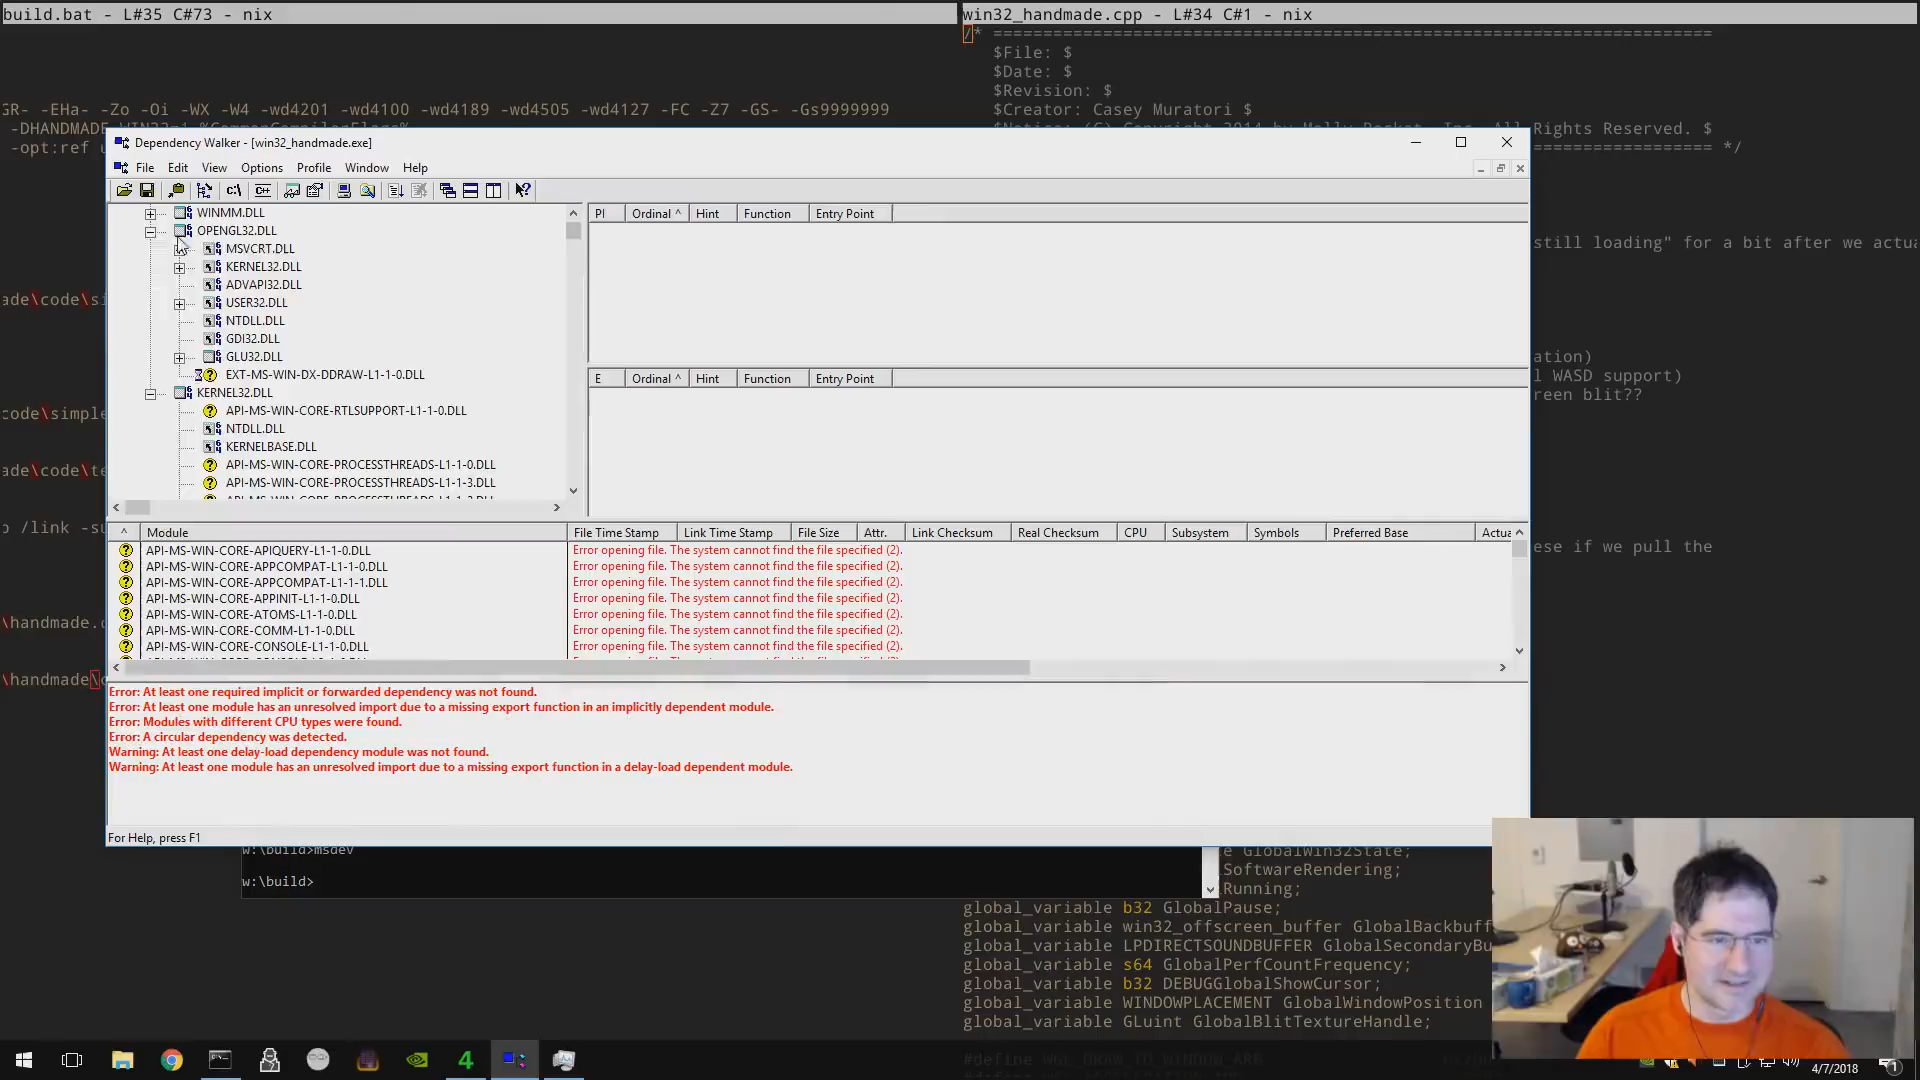 build.bat - L#35 C#73 - nix
win32_handmade.cpp - L#34 C#1 - nix
/* ========================================================================
$File: $
$Date: $
$Revision: $
$Creator: Casey Muratori $
GR- -EHa- -Zo -Oi -WX -W4 -wd4201 -wd4100 -wd4189 -wd4505 -wd4127 -FC -Z7 -GS- -Gs9999999
-opt:ref
Rights Reserved. $
======== */
Dependency Walker - [win32_handmade.exe]
File Edit View Options Profile Window Help
WINMM.DLL
OPENGL32.DLL
MSVCRT.DLL
KERNEL32.DLL
ADVAPI32.DLL
USER32.DLL
NTDLL.DLL
GDI32.DLL
GLU32.DLL
EXT-MS-WIN-DX-DDRAW-L1-1-0.DLL
KERNEL32.DLL
API-MS-WIN-CORE-RTLSUPPORT-L1-1-0.DLL
NTDLL.DLL
KERNELBASE.DLL
API-MS-WIN-CORE-PROCESSTHREADS-L1-1-0.DLL
API-MS-WIN-CORE-PROCESSTHREADS-L1-1-3.DLL
PI Ordinal ^ Hint Function Entry Point
E Ordinal ^ Hint Function Entry Point
still loading" for a bit after we actua
ade\code\si
ation)
l WASD support)
reen blit??
code\simple
ade\code\te
p /link -su
ese if we pull the
\handmade.c
\handmade\c
^ Module File Time Stamp Link Time Stamp File Size Attr. Link Checksum Real Checksum CPU Subsystem Symbols Preferred Base Actua
API-MS-WIN-CORE-APIQUERY-L1-1-0.DLL Error opening file. The system cannot find the file specified (2).
API-MS-WIN-CORE-APPCOMPAT-L1-1-0.DLL Error opening file. The system cannot find the file specified (2).
API-MS-WIN-CORE-APPCOMPAT-L1-1-1.DLL Error opening file. The system cannot find the file specified (2).
API-MS-WIN-CORE-APPINIT-L1-1-0.DLL Error opening file. The system cannot find the file specified (2).
API-MS-WIN-CORE-ATOMS-L1-1-0.DLL Error opening file. The system cannot find the file specified (2).
API-MS-WIN-CORE-COMM-L1-1-0.DLL Error opening file. The system cannot find the file specified (2).
API-MS-WIN-CORE-CONSOLE-L1-1-0.DLL Error opening file. The system cannot find the file specified (2).
Error: At least one required implicit or forwarded dependency was not found.
Error: At least one module has an unresolved import due to a missing export function in an implicitly dependent module.
Error: Modules with different CPU types were found.
Error: A circular dependency was detected.
Warning: At least one delay-load dependency module was not found.
Warning: At least one module has an unresolved import due to a missing export function in a delay-load dependent module.
For Help, press F1
w:\build>msdev
w:\build>
e GlobalWin32State;
SoftwareRendering;
Running;
global_variable b32 GlobalPause;
global_variable win32_offscreen_buffer GlobalBackbuff
global_variable LPDIRECTSOUNDBUFFER GlobalSecondaryBu
global_variable s64 GlobalPerfCountFrequency;
global_variable b32 DEBUGGlobalShowCursor;
global_variable WINDOWPLACEMENT GlobalWindowPosition
global_variable GLuint GlobalBlitTextureHandle;
#define WGL_DRAW_TO_WINDOW_ARB
4/7/2018